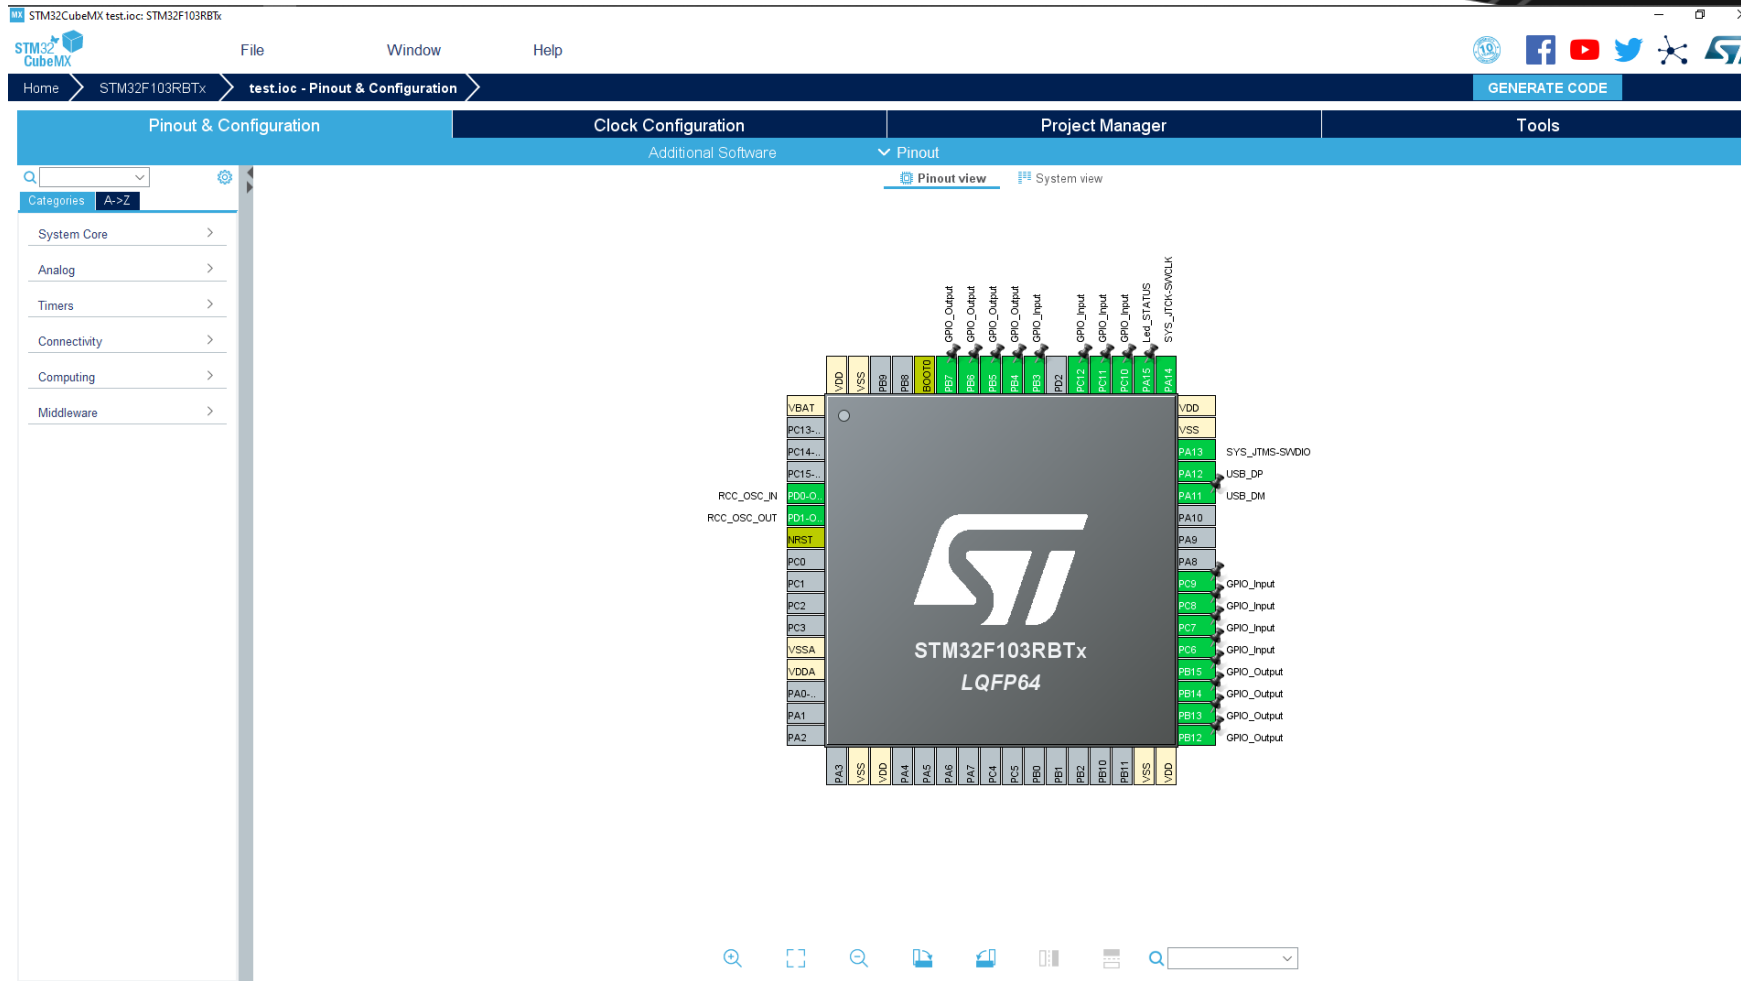 MX STM32CubeMX test.ioc: STM32F103RBTx
STM32
CubeMX
File
Window
Help
10
Home
STM32F103RBTx
test.ioc - Pinout & Configuration
GENERATE CODE
Pinout & Configuration
Clock Configuration
Project Manager
Tools
Additional Software
Pinout
Pinout view
System view
Categories
A->Z
System Core
Analog
Timers
Connectivity
Computing
Middleware
GPIO_Output
GPIO_Output
GPIO_Output
GPIO_Output
GPIO_Input
GPIO_Input
GPIO_Input
GPIO_Input
Led_STATUS
SYS_JTCK-SWCLK
VDD
VSS
PB9
PB8
BOOT0
PB7
PB6
PB5
PB4
PB3
PD2
PC12
PC11
PC10
PA15
PA14
VBAT
PC13-..
PC14-..
PC15-..
RCC_OSC_IN PD0-O..
RCC_OSC_OUT PD1-O..
NRST
PC0
PC1
PC2
PC3
VSSA
VDDA
PA0-..
PA1
PA2
VDD
VSS
PA13 SYS_JTMS-SWDIO
PA12 USB_DP
PA11 USB_DM
PA10
PA9
PA8
PC9 GPIO_Input
PC8 GPIO_Input
PC7 GPIO_Input
PC6 GPIO_Input
PB15 GPIO_Output
PB14 GPIO_Output
PB13 GPIO_Output
PB12 GPIO_Output
ST
STM32F103RBTx
LQFP64
PA3
VSS
VDD
PA4
PA5
PA6
PA7
PC4
PC5
PB0
PB1
PB2
PB10
PB11
VSS
VDD